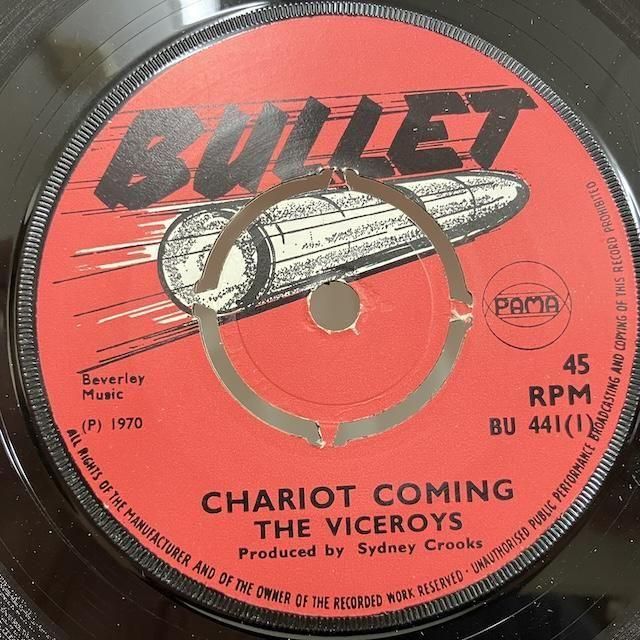 BULLET
PAMA
Beverley
Music
(P) 1970
45
RPM
BU 441(1)
CHARIOT COMING
THE VICEROYS
Produced by Sydney Crooks
ALL RIGHTS OF THE MANUFACTURER AND OF THE OWNER OF THE RECORDED WORK RESERVED - UNAUTHORISED PUBLIC PERFORMANCE BROADCASTING AND COPYING OF THIS RECORD PROHIBITED